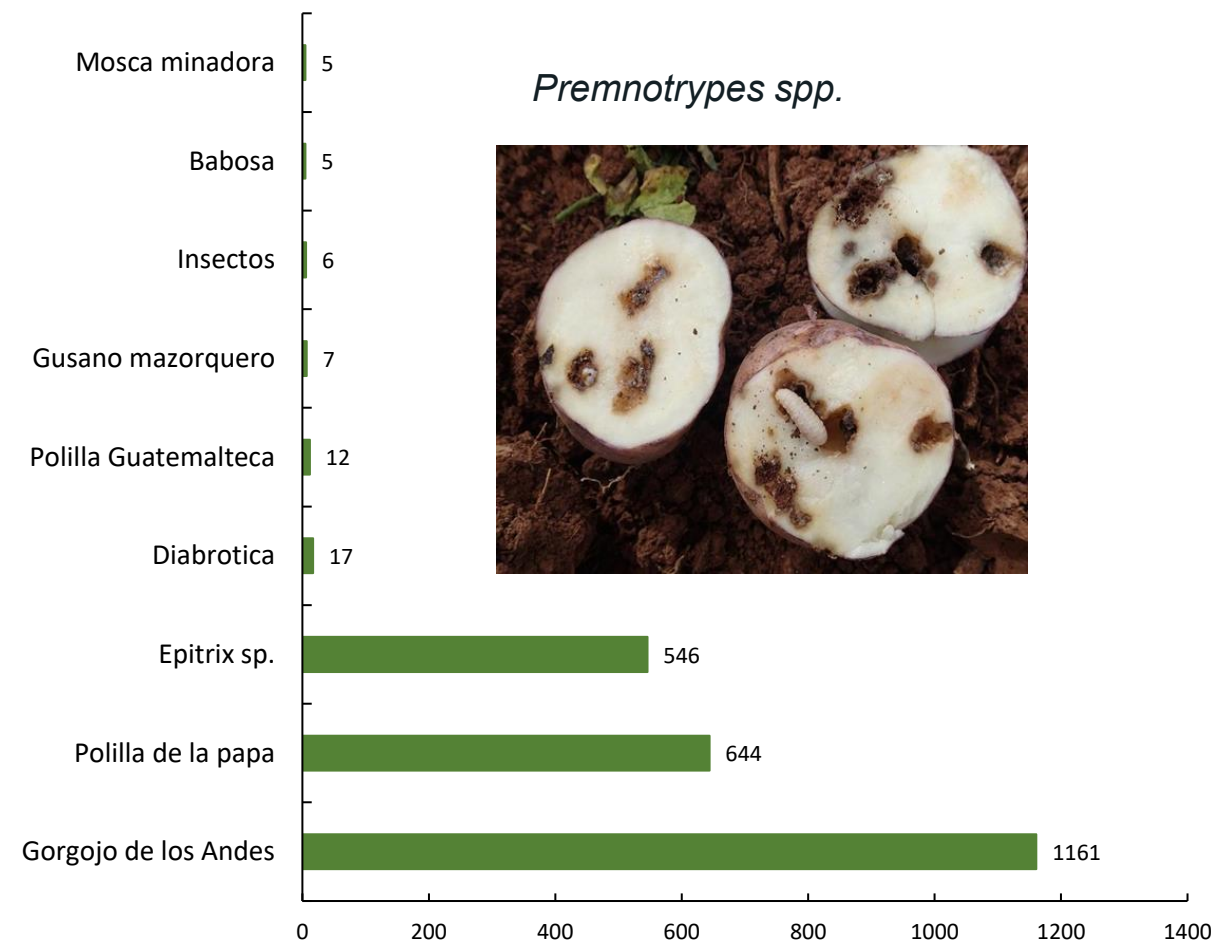 Mosca minadora 5
Premnotrypes spp.
Babosa 5
Insectos 6
Gusano mazorquero 7
Polilla Guatemalteca 12
Diabrotica 17
Epitrix sp. 546
Polilla de la papa 644
Gorgojo de los Andes 1161
0 200 400 600 800 1000 1200 1400